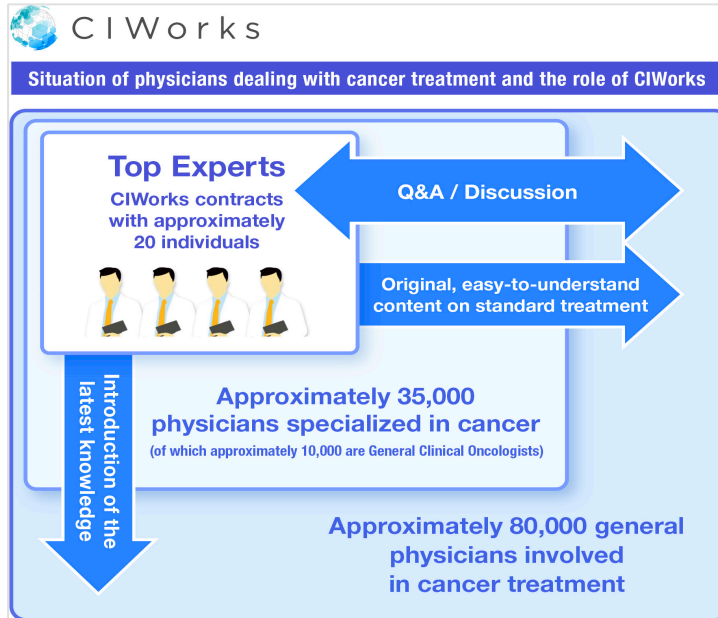 CIWorks
Situation of physicians dealing with cancer treatment and the role of CIWorks
Top Experts
CIWorks contracts
with approximately
20 individuals
Q&A / Discussion
Original, easy-to-understand
content on standard treatment
Introduction of the
latest knowledge
Approximately 35,000
physicians specialized in cancer
(of which approximately 10,000 are General Clinical Oncologists)
Approximately 80,000 general
physicians involved
in cancer treatment